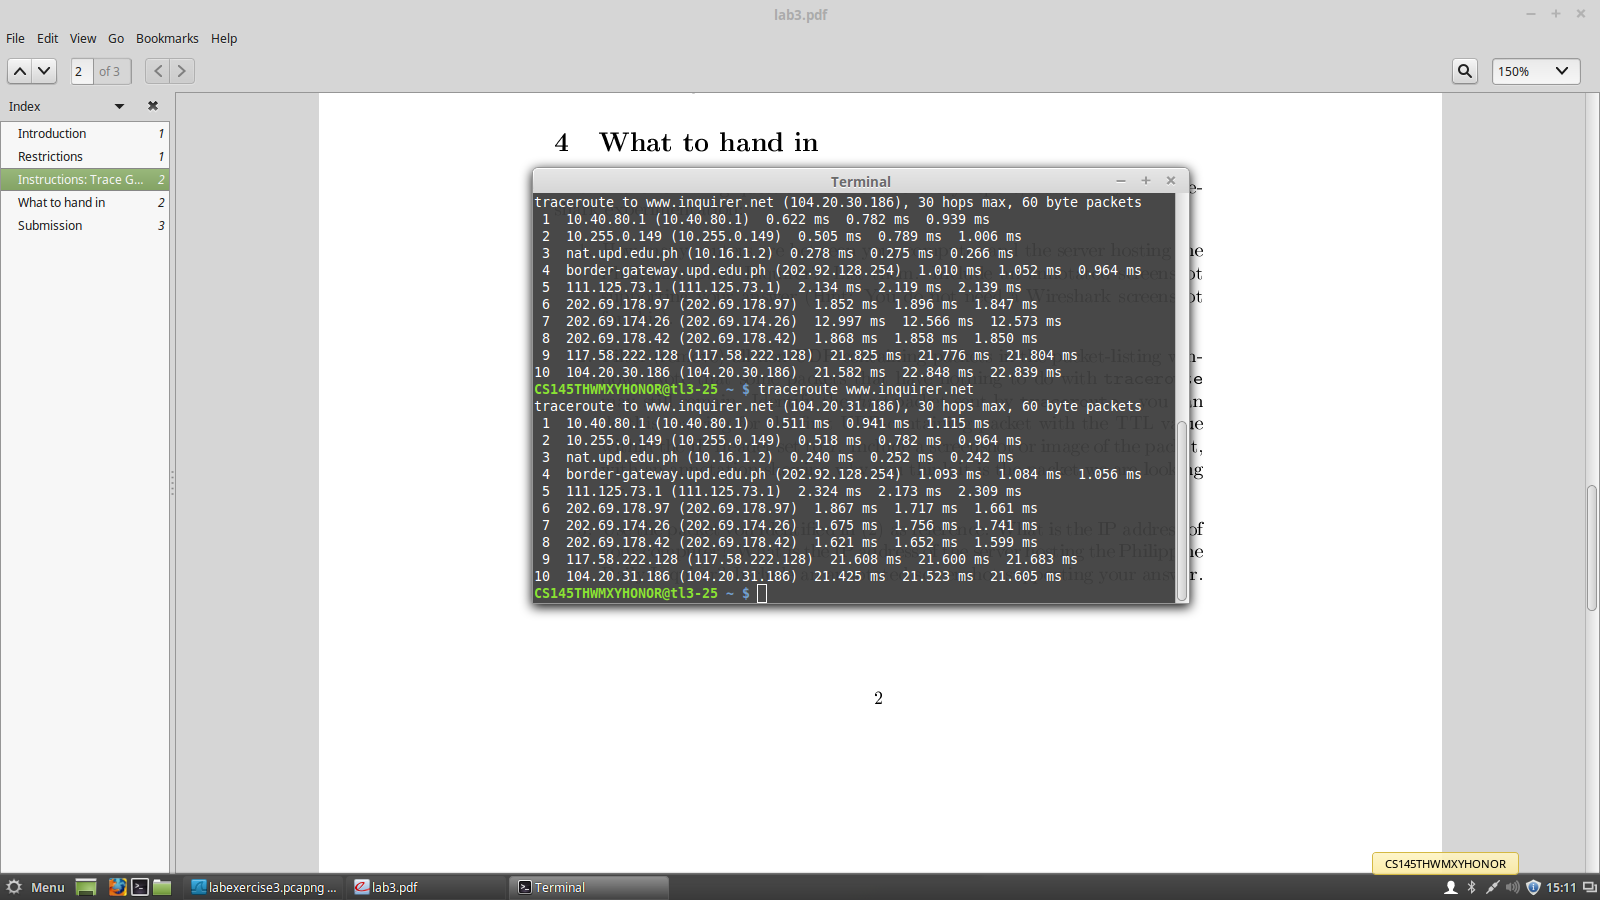 lab3.pdf
File Edit View Go Bookmarks Help
2 of 3
150%
Index
Introduction 1
Restrictions 1
Instructions: Trace G... 2
What to hand in 2
Submission 3
4 What to hand in
Terminal
traceroute to www.inquirer.net (104.20.30.186), 30 hops max, 60 byte packets
1 10.40.80.1 (10.40.80.1) 0.622 ms 0.782 ms 0.939 ms
2 10.255.0.149 (10.255.0.149) 0.505 ms 0.789 ms 1.006 ms
3 nat.upd.edu.ph (10.16.1.2) 0.278 ms 0.275 ms 0.266 ms
4 border-gateway.upd.edu.ph (202.92.128.254) 1.010 ms 1.052 ms 0.964 ms
5 111.125.73.1 (111.125.73.1) 2.134 ms 2.119 ms 2.139 ms
6 202.69.178.97 (202.69.178.97) 1.852 ms 1.896 ms 1.847 ms
7 202.69.174.26 (202.69.174.26) 12.997 ms 12.566 ms 12.573 ms
8 202.69.178.42 (202.69.178.42) 1.868 ms 1.858 ms 1.850 ms
9 117.58.222.128 (117.58.222.128) 21.825 ms 21.776 ms 21.804 ms
10 104.20.30.186 (104.20.30.186) 21.582 ms 22.848 ms 22.839 ms
CS145THWMXYHONOR@tl3-25 ~ $ traceroute www.inquirer.net
traceroute to www.inquirer.net (104.20.31.186), 30 hops max, 60 byte packets
1 10.40.80.1 (10.40.80.1) 0.511 ms 0.941 ms 1.115 ms
2 10.255.0.149 (10.255.0.149) 0.518 ms 0.782 ms 0.964 ms
3 nat.upd.edu.ph (10.16.1.2) 0.240 ms 0.252 ms 0.242 ms
4 border-gateway.upd.edu.ph (202.92.128.254) 1.093 ms 1.084 ms 1.056 ms
5 111.125.73.1 (111.125.73.1) 2.324 ms 2.173 ms 2.309 ms
6 202.69.178.97 (202.69.178.97) 1.867 ms 1.717 ms 1.661 ms
7 202.69.174.26 (202.69.174.26) 1.675 ms 1.756 ms 1.741 ms
8 202.69.178.42 (202.69.178.42) 1.621 ms 1.652 ms 1.599 ms
9 117.58.222.128 (117.58.222.128) 21.608 ms 21.600 ms 21.683 ms
10 104.20.31.186 (104.20.31.186) 21.425 ms 21.523 ms 21.605 ms
CS145THWMXYHONOR@tl3-25 ~ $
2
CS145THWMXYHONOR
Menu labexercise3.pcapng ... lab3.pdf Terminal 15:11